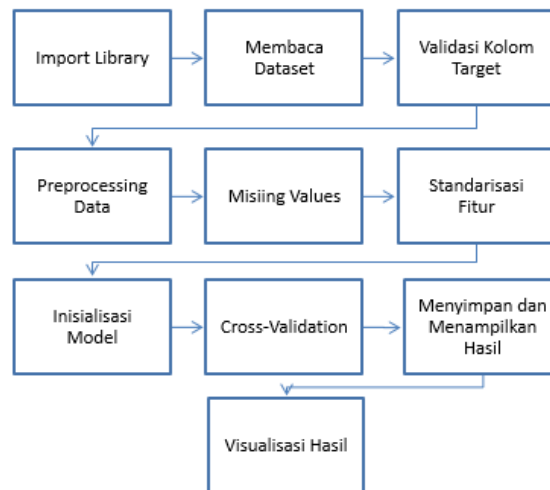 Import Library
Membaca
Dataset
Validasi Kolom
Target
Preprocessing
Data
Misiing Values
Standarisasi
Fitur
Inisialisasi
Model
Cross-Validation
Menyimpan dan
Menampilkan
Hasil
Visualisasi Hasil